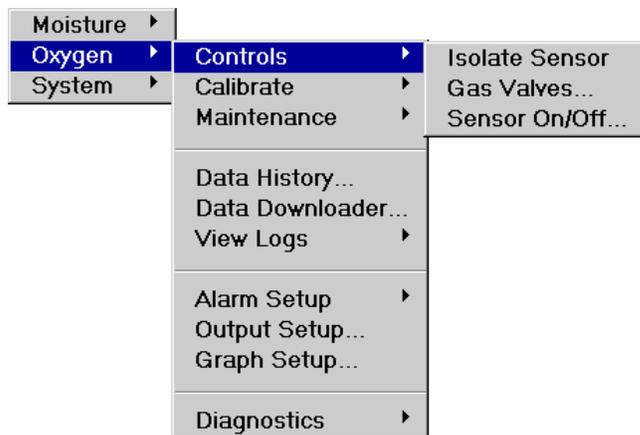 Moisture
Oxygen
System
Controls
Calibrate
Maintenance
Data History...
Data Downloader...
View Logs
Alarm Setup
Output Setup...
Graph Setup...
Diagnostics
Isolate Sensor
Gas Valves...
Sensor On/Off...